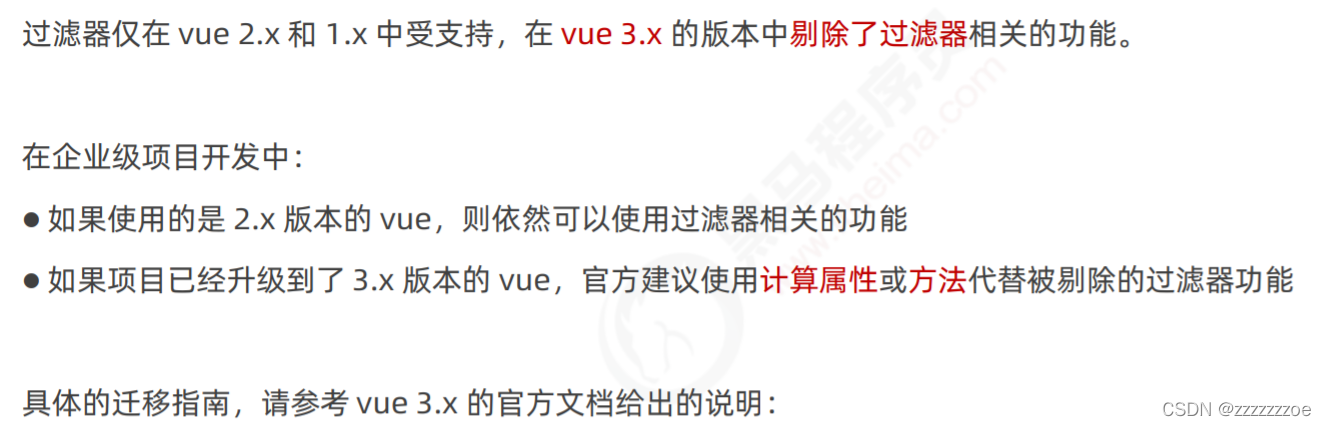 过滤器仅在 vue 2.x 和 1.x 中受支持，在 vue 3.x 的版本中剔除了过滤器相关的功能。
在企业级项目开发中：
● 如果使用的是 2.x 版本的 vue，则依然可以使用过滤器相关的功能
● 如果项目已经升级到了 3.x 版本的 vue，官方建议使用计算属性或方法代替被剔除的过滤器功能
具体的迁移指南，请参考 vue 3.x 的官方文档给出的说明：
黑马程序员
www.itheima.com
CSDN @zzzzzzzoe